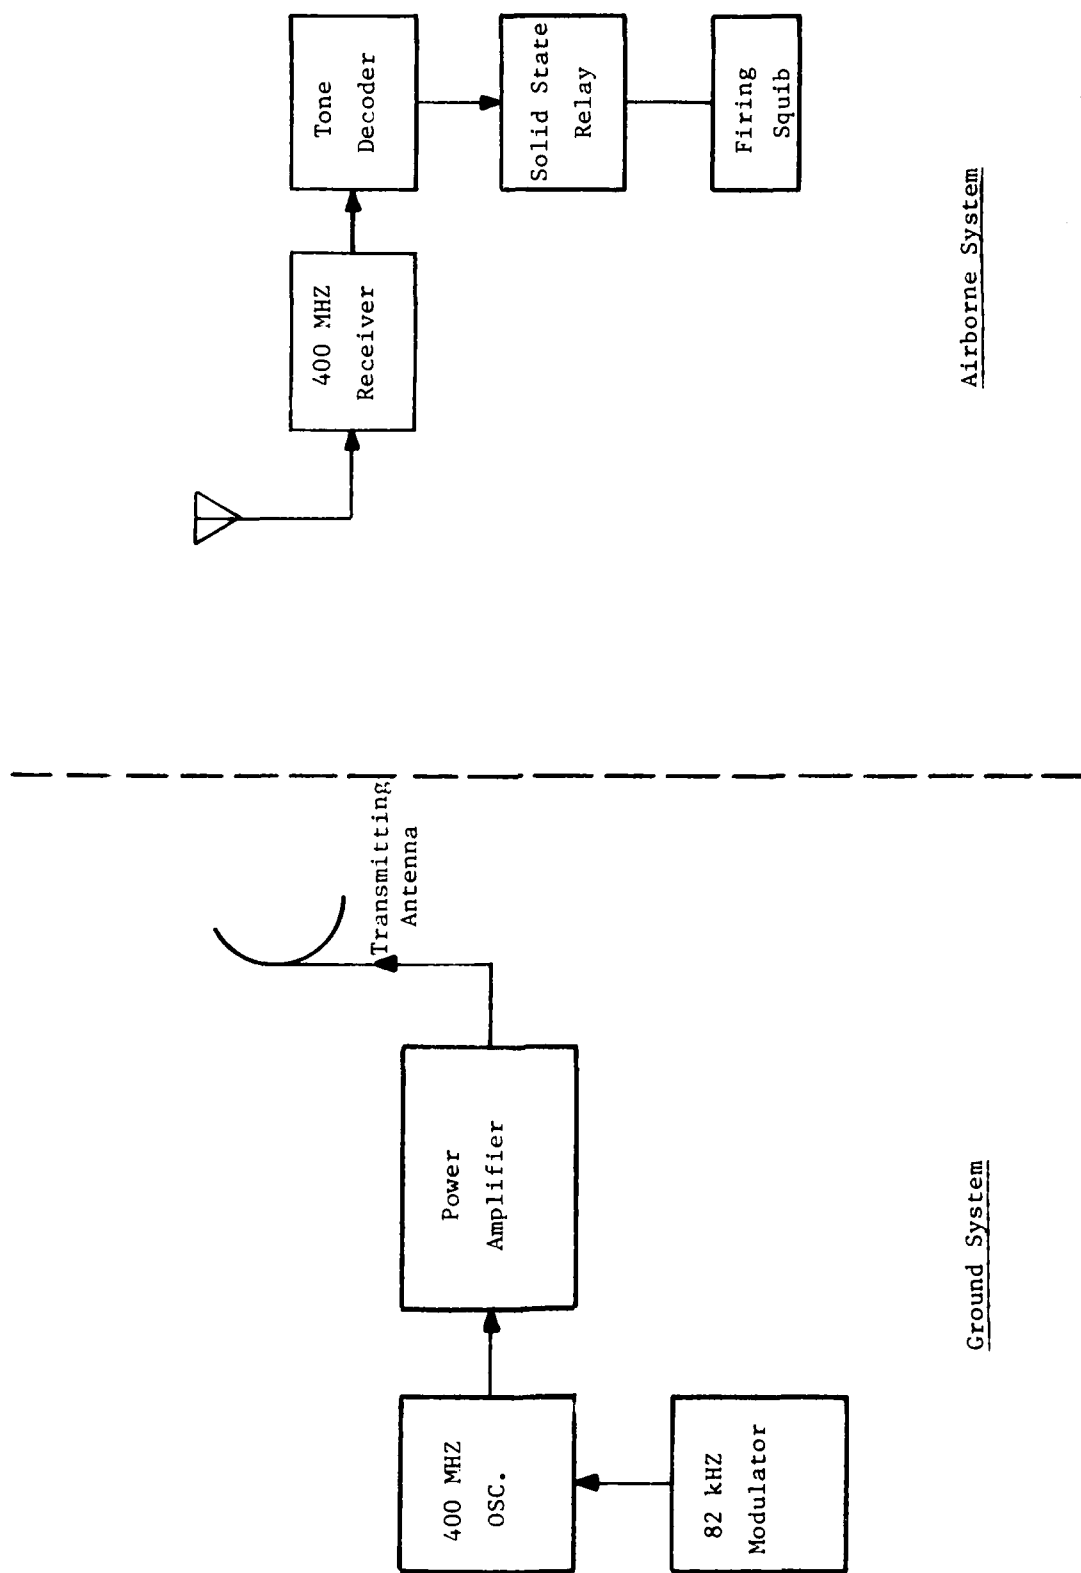 400 MHZ
OSC.
82 kHZ
Modulator
Power
Amplifier
Transmitting
Antenna
Ground System
400 MHZ
Receiver
Tone
Decoder
Solid State
Relay
Firing
Squib
Airborne System